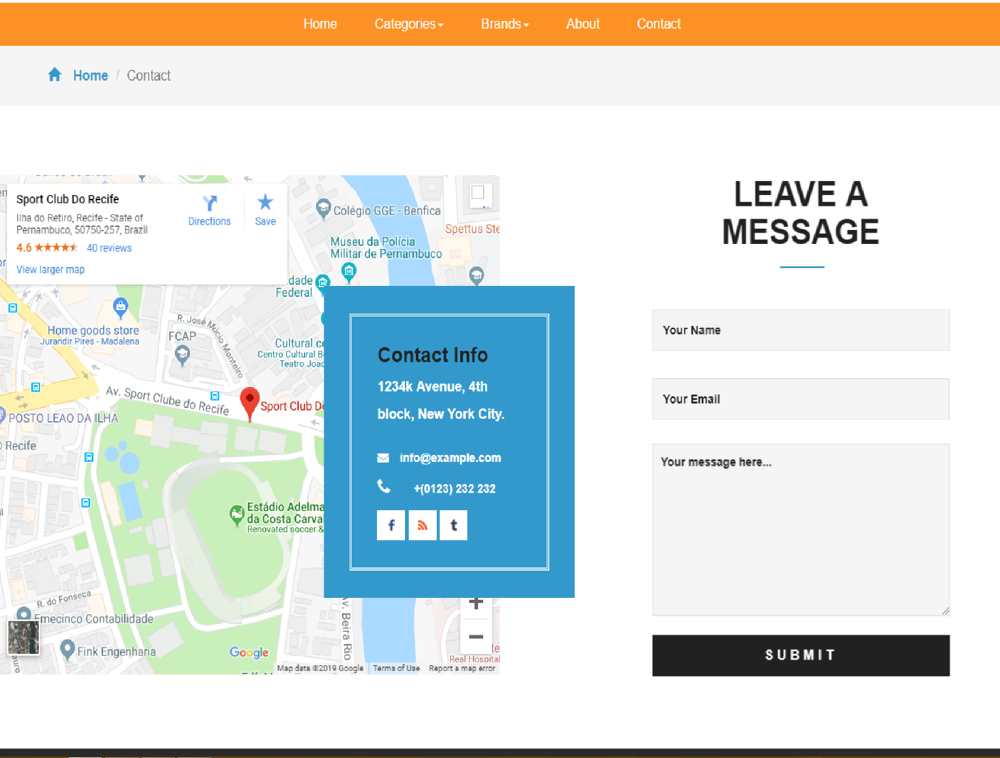 Home Categories Brands About Contact
Home / Contact
Sport Club Do Recife
Ilha do Retiro, Recife - State of
Pernambuco, 50750-257, Brazil
4.6 40 reviews
View larger map
Directions
Save
Colégio GGE - Benfica
Spettus Ste
Museu da Polícia
Militar de Pernambuco
dade
Federal
Home goods store
Jurandir Pires - Madalena
R. José Múcio Monteiro
FCAP
Cultural ce
Centro Cultural B
Teatro Joaq
Av. Sport Clube do Recife
Sport Club D
POSTO LEAO DA ILHA
Recife
Estádio Adelma
da Costa Carval
Renovated soccer &
R. do Fonseca
Emecinco Contabilidade
Fink Engenharia
Av. Beira Rio
Real Hospital
Google
Map data ©2019 Google Terms of Use Report a map error
Contact Info
1234k Avenue, 4th
block, New York City.
info@example.com
+(0123) 232 232
f t
LEAVE A
MESSAGE
Your Name
Your Email
Your message here...
SUBMIT